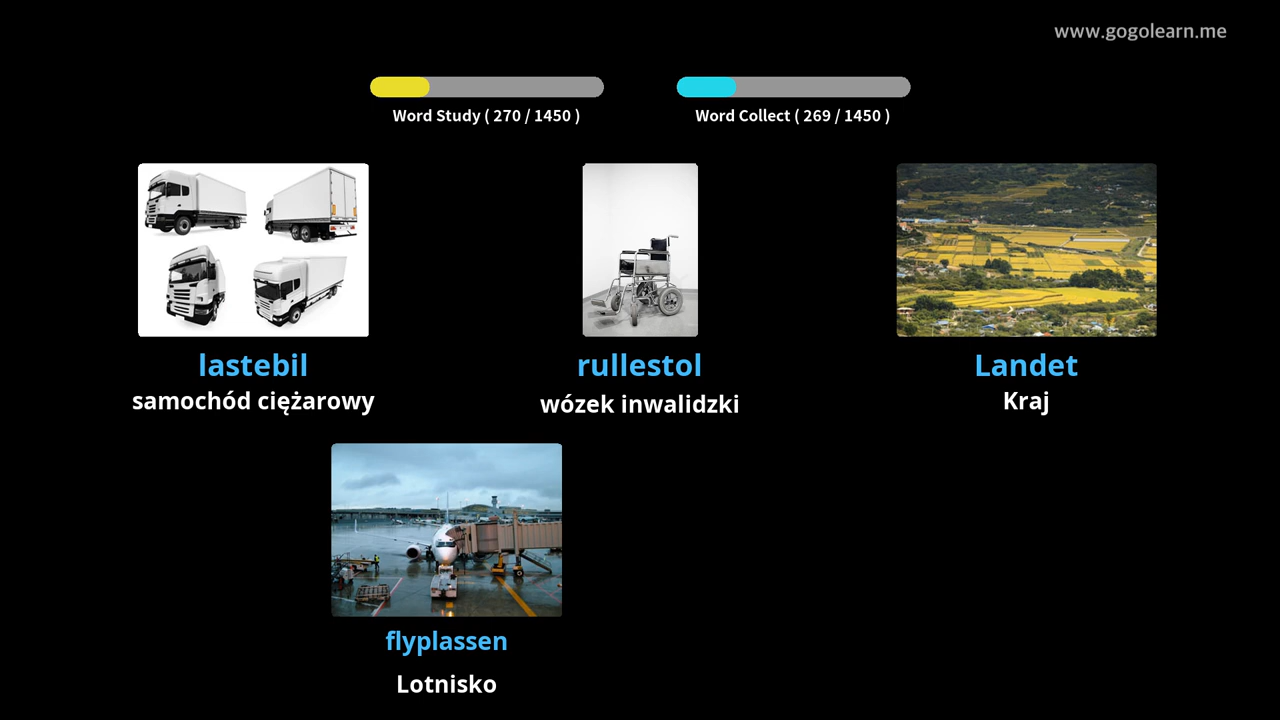 www.gogolearn.me
Word Study ( 270 / 1450 )
Word Collect ( 269 / 1450 )
lastebil
samochód ciężarowy
rullestol
wózek inwalidzki
Landet
Kraj
flyplassen
Lotnisko